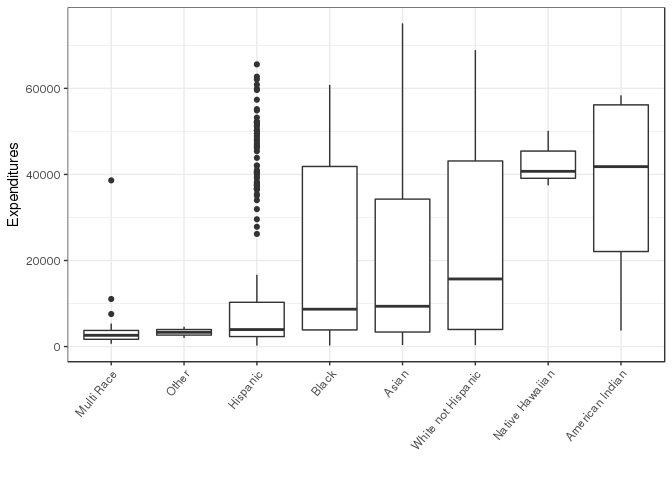 Expenditures
60000
40000
20000
0
Multi Race
Other
Hispanic
Black
Asian
White not Hispanic
Native Hawaiian
American Indian